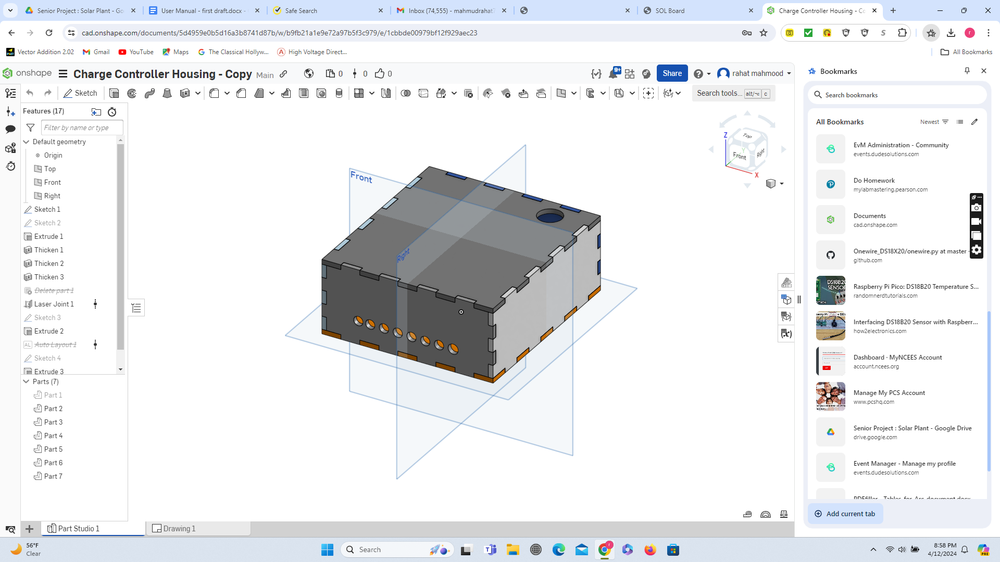 Senior Project : Solar Plant - Go
User Manual - first draft.docx -
Safe Search
Inbox (74,555) - mahmudrahat7
SOL Board
Charge Controller Housing - Co
cad.onshape.com/documents/5d4959e0b5d16a3b8741d87b/w/b9fb21a1e9e72a97b5f3c979/e/1cbbde00979bf12f929aec23
S
r
Vector Addition 2.02
Gmail
YouTube
Maps
The Classical Hollyw...
High Voltage Direct...
All Bookmarks
onshape
Charge Controller Housing - Copy
Main
0
0
0
9+
Share
rahat mahmood
Sketch
Search tools...
alt/⌥
c
Features (17)
Filter by name or type
Default geometry
Origin
Top
Front
Right
Sketch 1
Sketch 2
Extrude 1
Thicken 1
Thicken 2
Thicken 3
Delete part 1
Laser Joint 1
Sketch 3
Extrude 2
AL Auto Layout 1
Sketch 4
Extrude 3
Parts (7)
Part 1
Part 2
Part 3
Part 4
Part 5
Part 6
Part 7
Front
Right
Z
Top
Y
Front
Right
X
Bookmarks
Search bookmarks
All Bookmarks
Newest
EvM Administration - Community
events.dudesolutions.com
Do Homework
mylabmastering.pearson.com
Documents
cad.onshape.com
Onewire_DS18X20/onewire.py at master ·
github.com
Raspberry Pi Pico: DS18B20 Temperature S...
randomnerdtutorials.com
Interfacing DS18B20 Sensor with Raspberr...
how2electronics.com
Dashboard · MyNCEES Account
account.ncees.org
Manage My PCS Account
www.pcshq.com
Senior Project : Solar Plant - Google Drive
drive.google.com
Event Manager - Manage my profile
events.dudesolutions.com
PDFfiller - Tables-for-Arc-document.docx
Add current tab
Part Studio 1
Drawing 1
56°F
Clear
Search
8:58 PM
4/12/2024
PRE